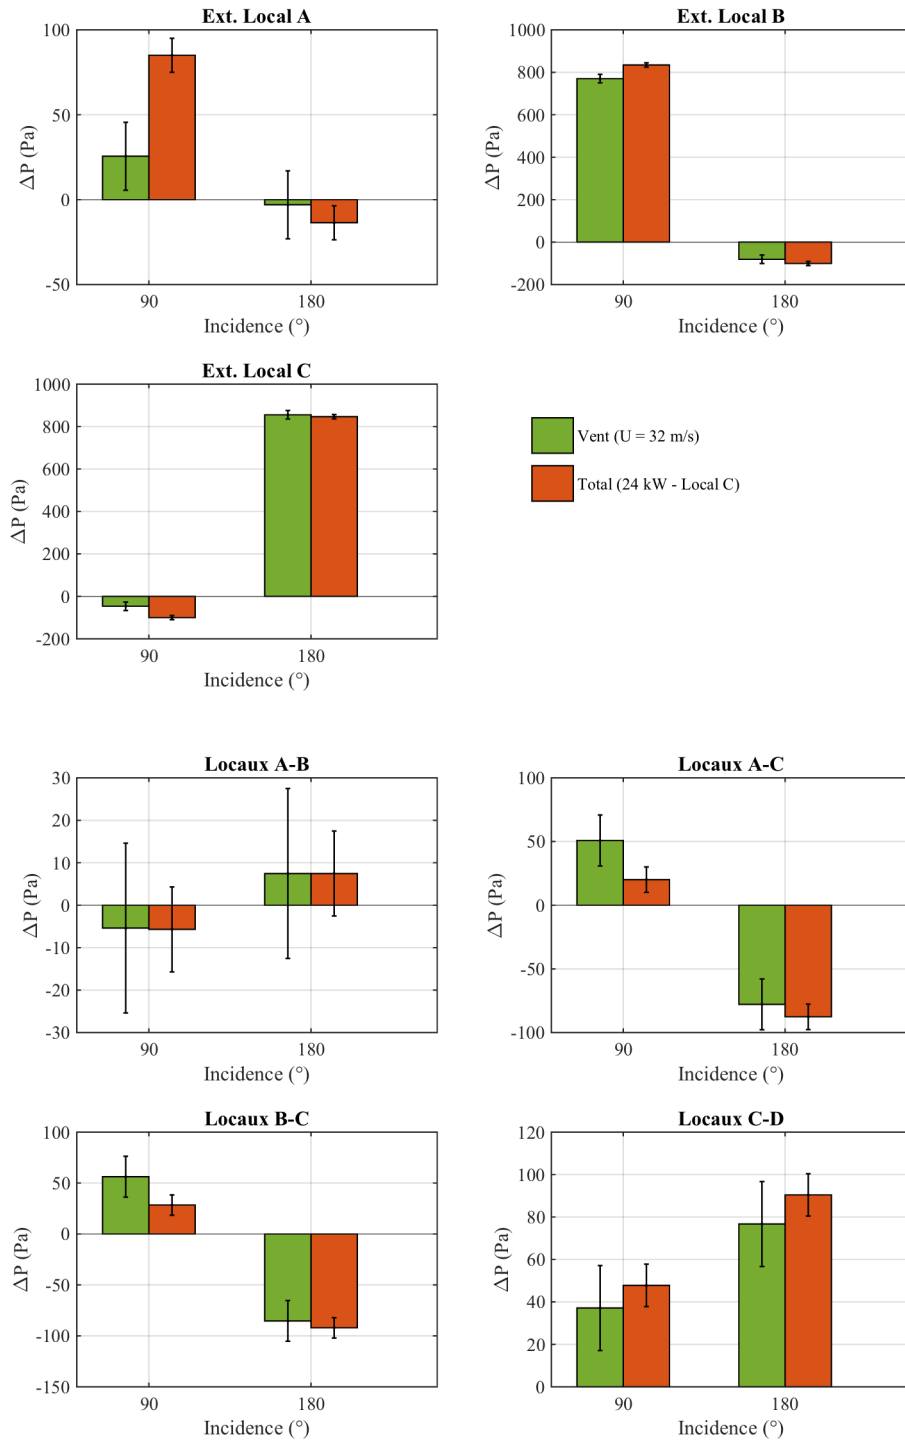 Ext. Local A
100
50
0
-50
ΔP (Pa)
90 180
Incidence (°)
Ext. Local B
1000
800
600
400
200
0
-200
ΔP (Pa)
90 180
Incidence (°)
Ext. Local C
1000
800
600
400
200
0
-200
ΔP (Pa)
90 180
Incidence (°)
Vent (U = 32 m/s)
Total (24 kW - Local C)
Locaux A-B
30
20
10
0
-10
-20
-30
ΔP (Pa)
90 180
Incidence (°)
Locaux A-C
100
50
0
-50
-100
ΔP (Pa)
90 180
Incidence (°)
Locaux B-C
100
50
0
-50
-100
-150
ΔP (Pa)
90 180
Incidence (°)
Locaux C-D
120
100
80
60
40
20
0
ΔP (Pa)
90 180
Incidence (°)